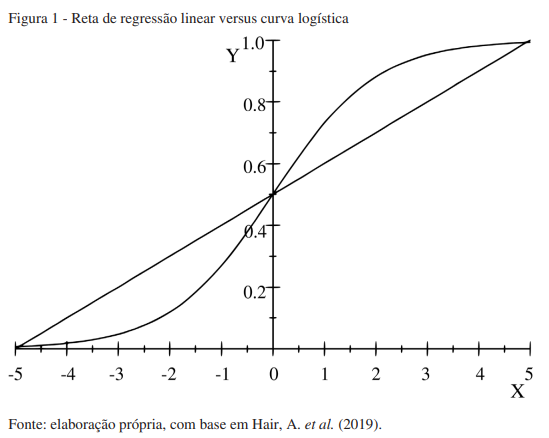 Figura 1 - Reta de regressão linear versus curva logística
Y
1.0
0.8
0.6
0.4
0.2
-5 -4 -3 -2 -1 0 1 2 3 4 5
X
Fonte: elaboração própria, com base em Hair, A. et al. (2019).